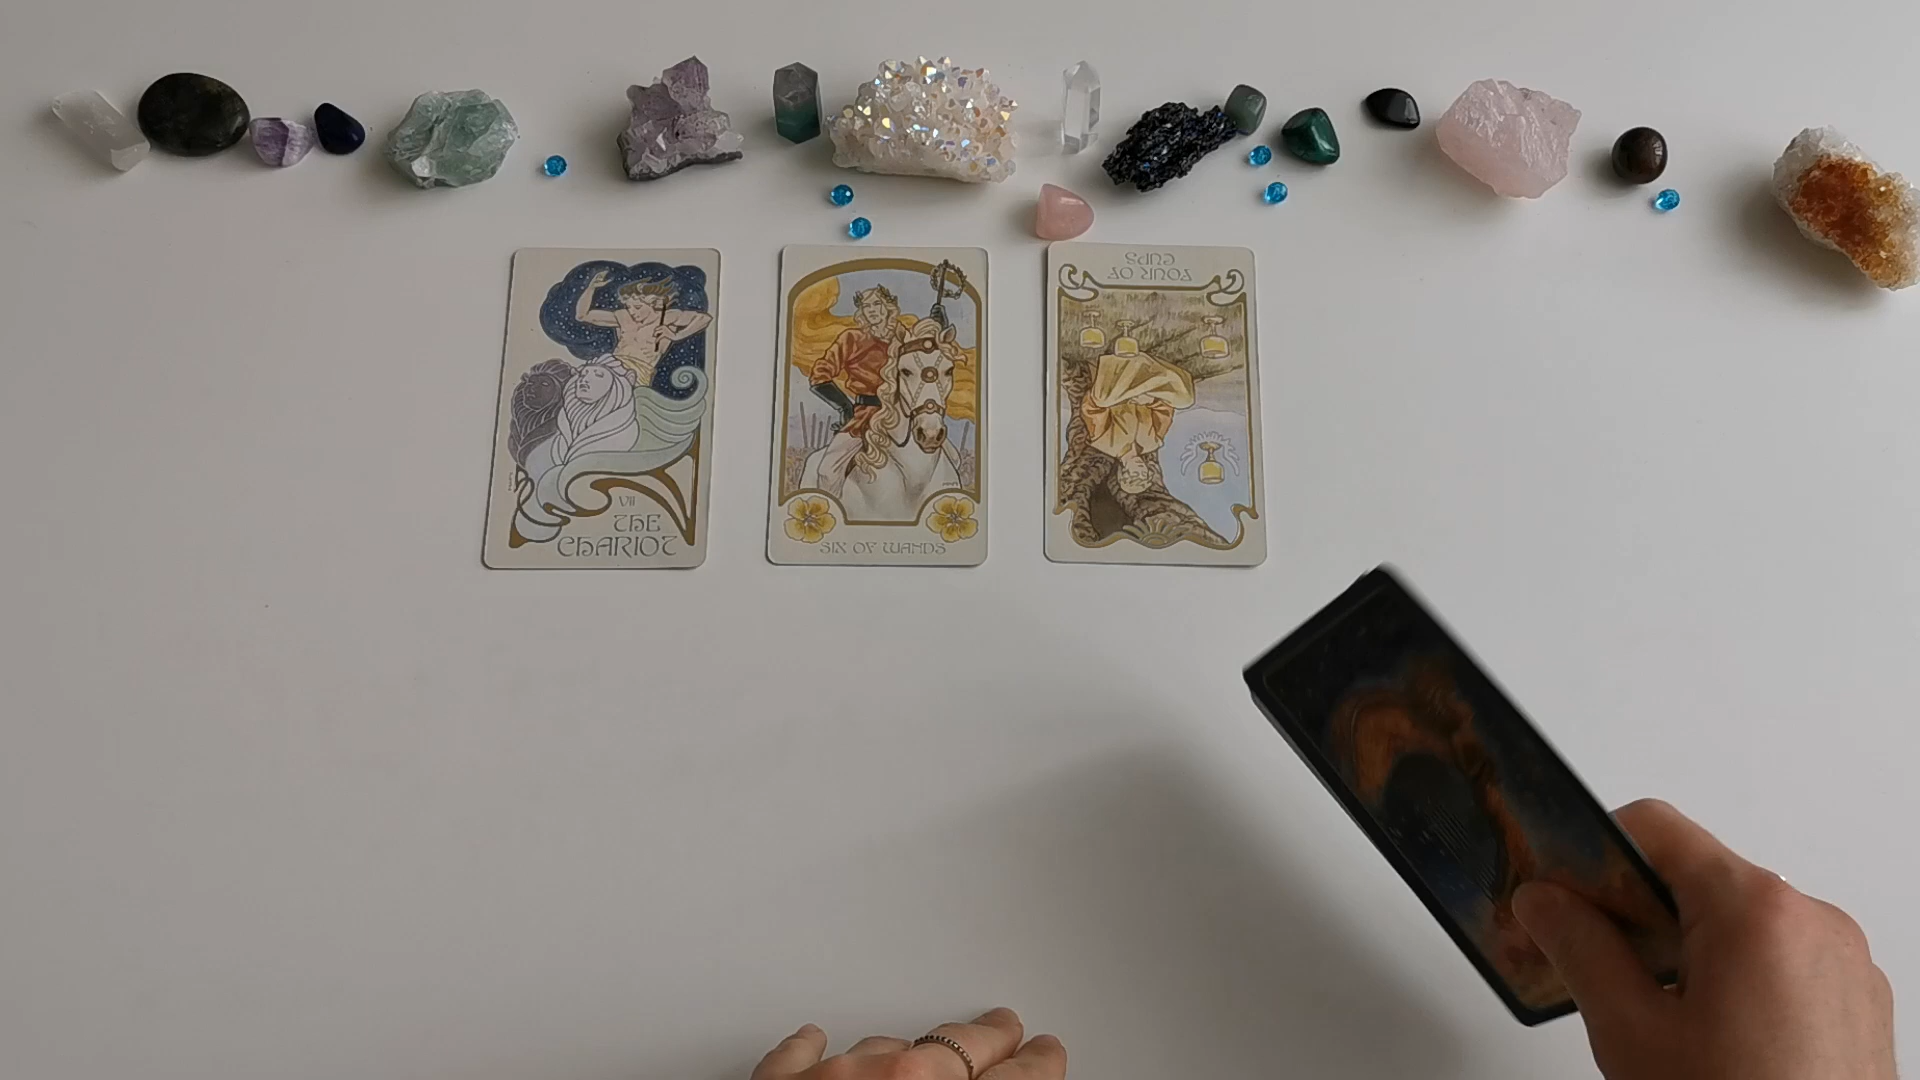 VII
THE
CHARIOT
SIX OF WANDS
FOUR OF
CUPS